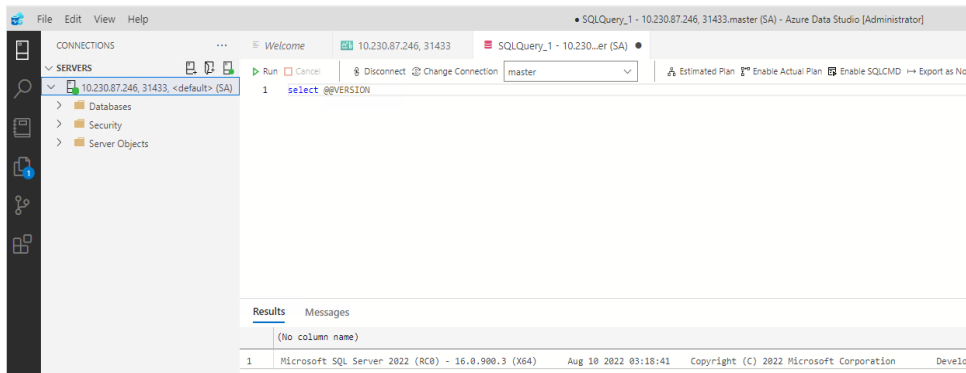 File Edit View Help
● SQLQuery_1 - 10.230.87.246, 31433.master (SA) - Azure Data Studio [Administrator]
CONNECTIONS ...
Welcome
10.230.87.246, 31433
SQLQuery_1 - 10.230...er (SA) ●
SERVERS
Run Cancel Disconnect Change Connection master Estimated Plan Enable Actual Plan Enable SQLCMD Export as No
10.230.87.246, 31433, <default> (SA)
Databases
Security
Server Objects
1
1 select @@VERSION
Results Messages
(No column name)
1 Microsoft SQL Server 2022 (RC0) - 16.0.900.3 (X64) Aug 10 2022 03:18:41 Copyright (C) 2022 Microsoft Corporation Develo